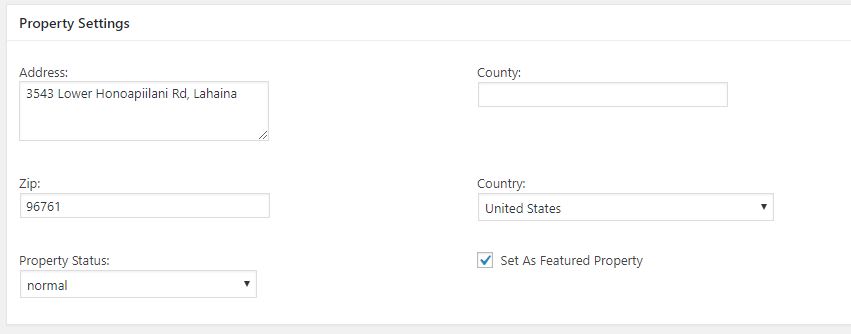 Property Settings
Address:
3543 Lower Honoapiilani Rd, Lahaina
County:
Zip:
96761
Country:
United States
Property Status:
normal
Set As Featured Property